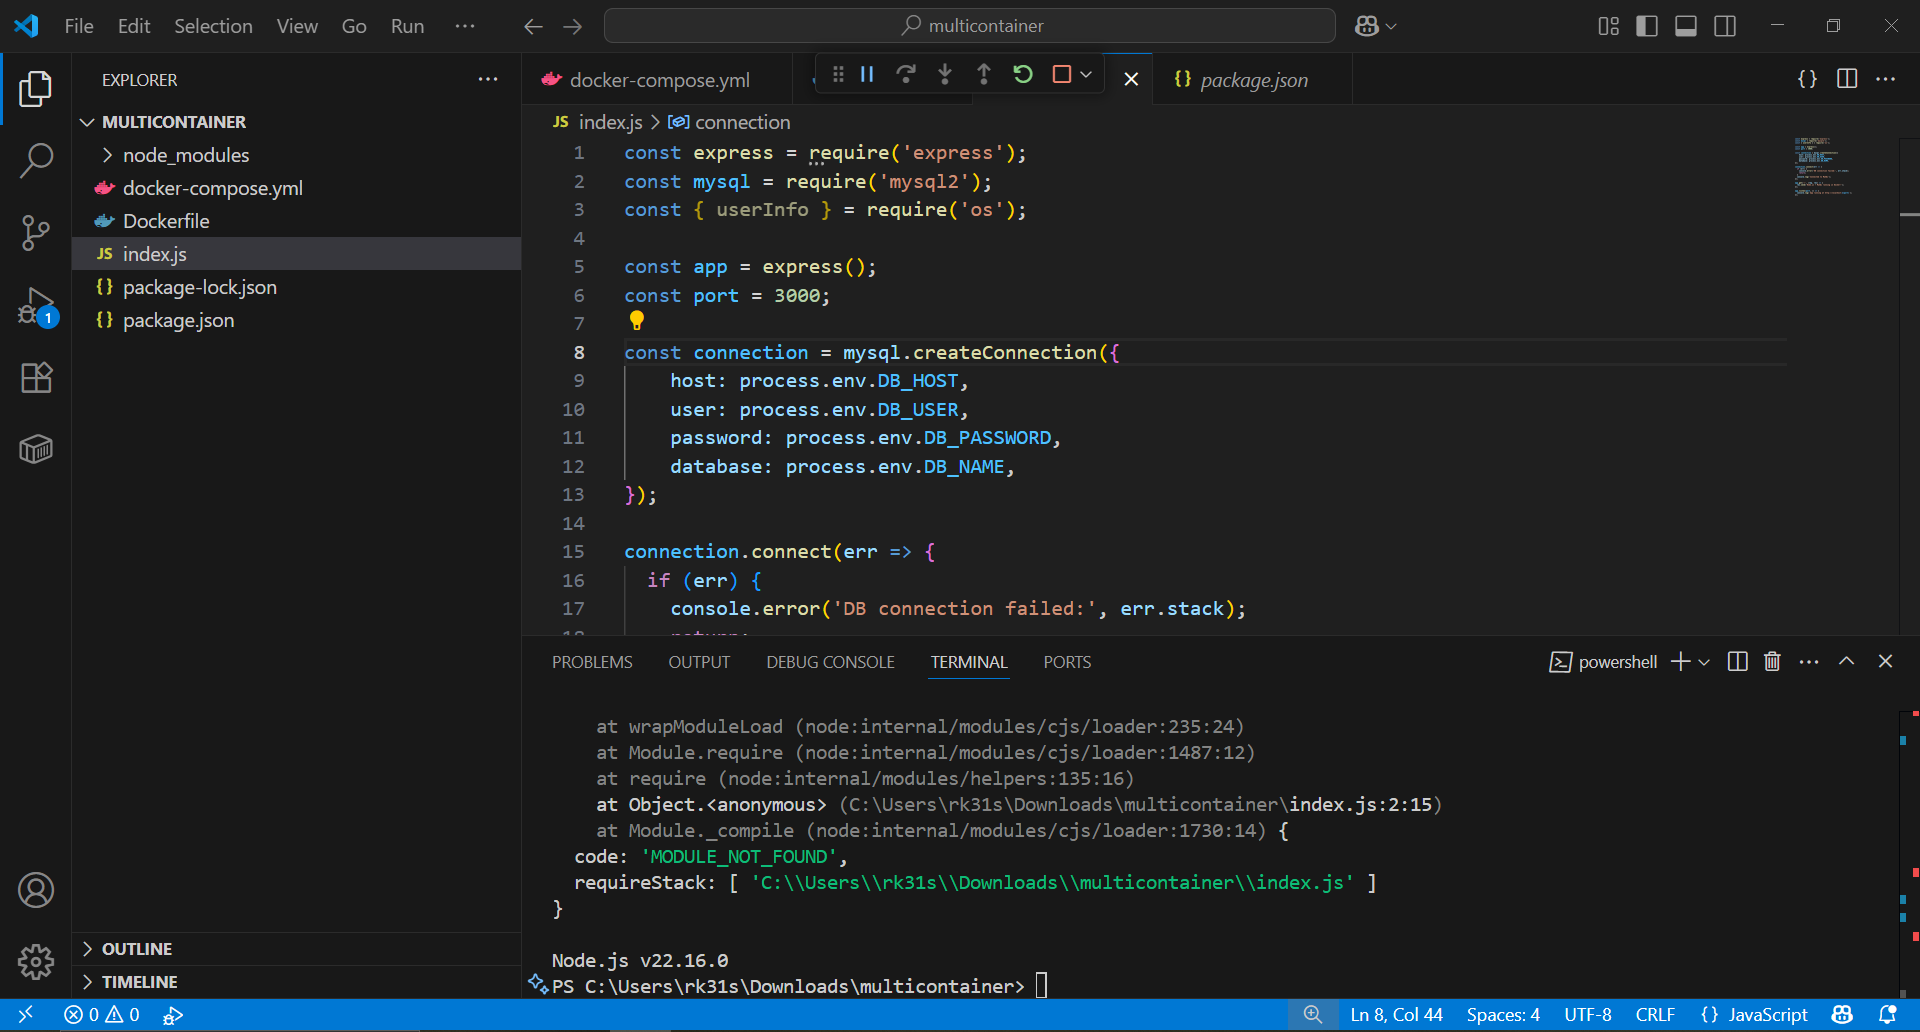 File Edit Selection View Go Run ··· multicontainer
EXPLORER ···
MULTICONTAINER
node_modules
docker-compose.yml
Dockerfile
JS index.js
{} package-lock.json
{} package.json
1
OUTLINE
TIMELINE
docker-compose.yml {} package.json
JS index.js > connection
1 const express = require('express');
2 const mysql = require('mysql2');
3 const { userInfo } = require('os');
4
5 const app = express();
6 const port = 3000;
7
8 const connection = mysql.createConnection({
9 host: process.env.DB_HOST,
10 user: process.env.DB_USER,
11 password: process.env.DB_PASSWORD,
12 database: process.env.DB_NAME,
13 });
14
15 connection.connect(err => {
16 if (err) {
17 console.error('DB connection failed:', err.stack);
PROBLEMS OUTPUT DEBUG CONSOLE TERMINAL PORTS powershell
at wrapModuleLoad (node:internal/modules/cjs/loader:235:24)
at Module.require (node:internal/modules/cjs/loader:1487:12)
at require (node:internal/modules/helpers:135:16)
at Object.<anonymous> (C:\Users\rk31s\Downloads\multicontainer\index.js:2:15)
at Module._compile (node:internal/modules/cjs/loader:1730:14) {
code: 'MODULE_NOT_FOUND',
requireStack: [ 'C:\\Users\\rk31s\\Downloads\\multicontainer\\index.js' ]
}
Node.js v22.16.0
PS C:\Users\rk31s\Downloads\multicontainer>
0 0 Ln 8, Col 44 Spaces: 4 UTF-8 CRLF {} JavaScript